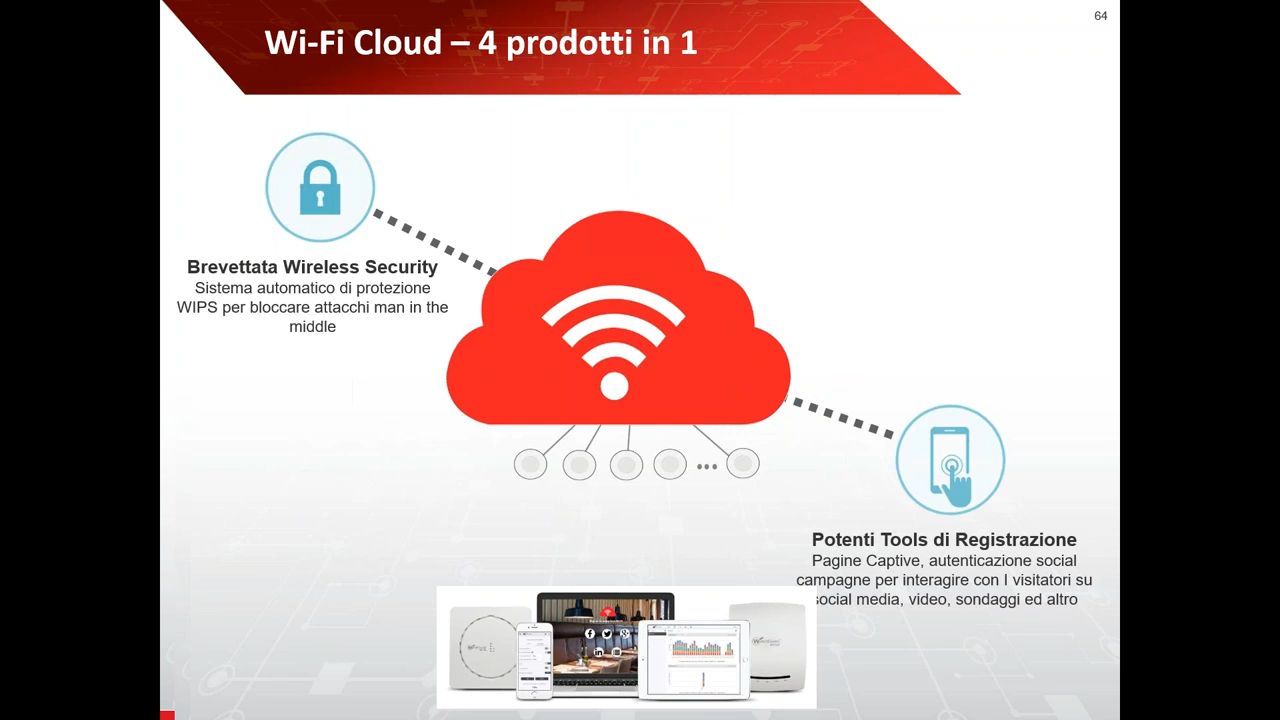 64
Wi-Fi Cloud – 4 prodotti in 1
Brevettata Wireless Security
Sistema automatico di protezione
WIPS per bloccare attacchi man in the
middle
Potenti Tools di Registrazione
Pagine Captive, autenticazione social
campagne per interagire con I visitatori su
social media, video, sondaggi ed altro